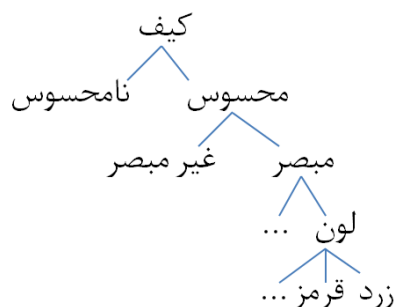 کیف
محسوس نامحسوس
مبصر غیر مبصر
لون ...
زرد قرمز ...